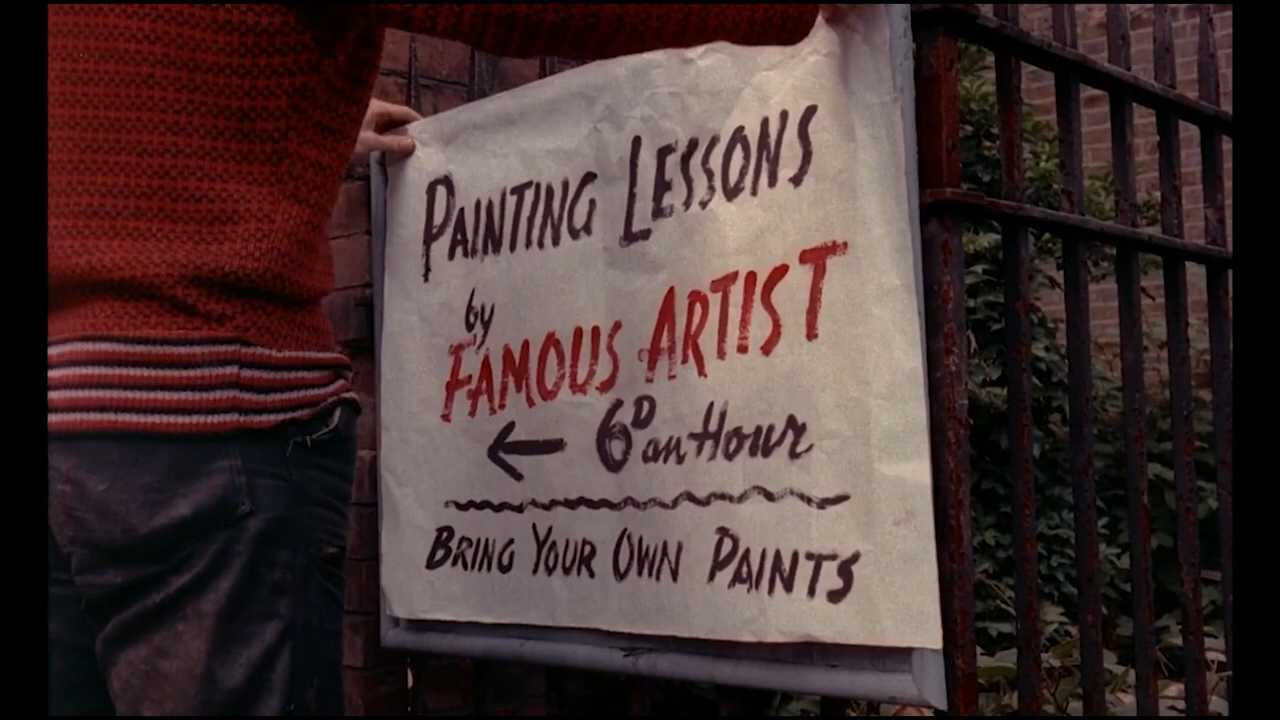 PAINTING LESSONS
by
FAMOUS ARTIST
← 6D an Hour
BRING YOUR OWN PAINTS